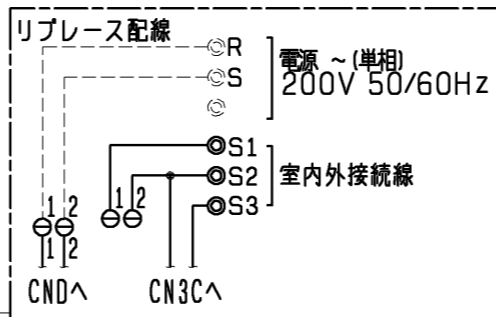 リプレース配線
R
電源 ~ (単相)
S
200V 50/60Hz
S1
1 2
S2
室内外接続線
S3
1 2
1 2
CNDへ
CN3Cへ